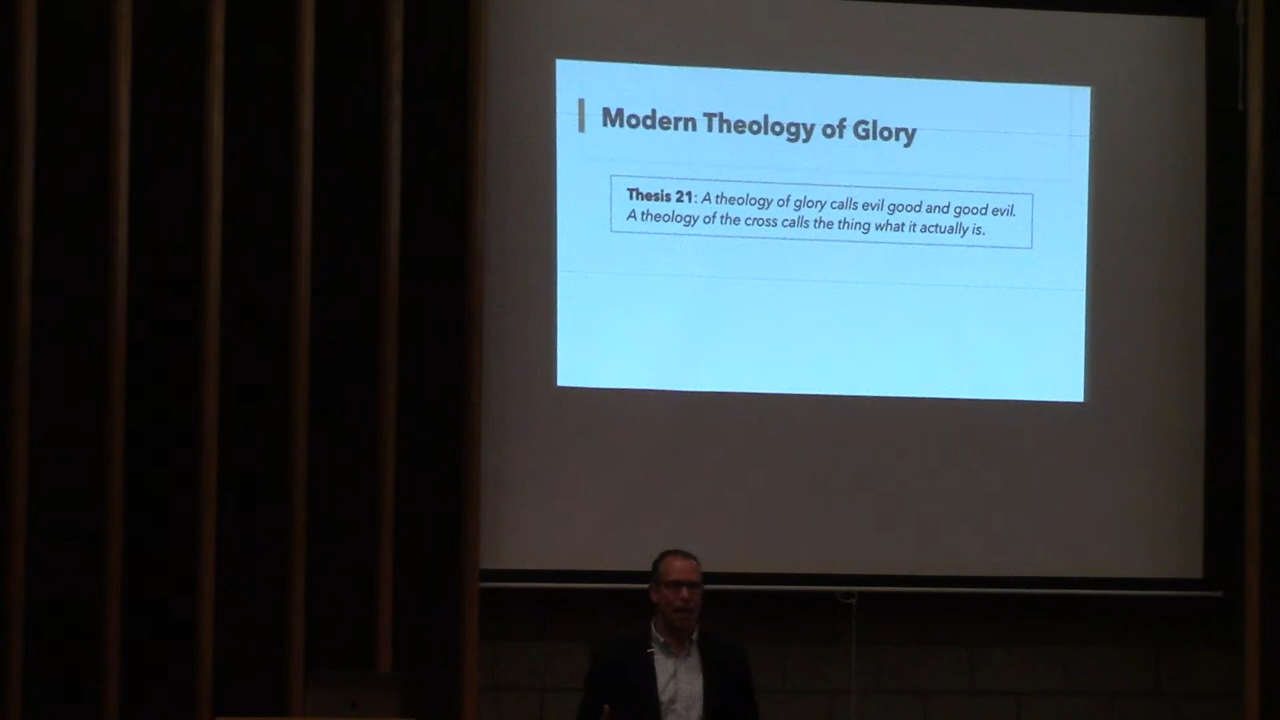 Modern Theology of Glory
Thesis 21: A theology of glory calls evil good and good evil.
A theology of the cross calls the thing what it actually is.